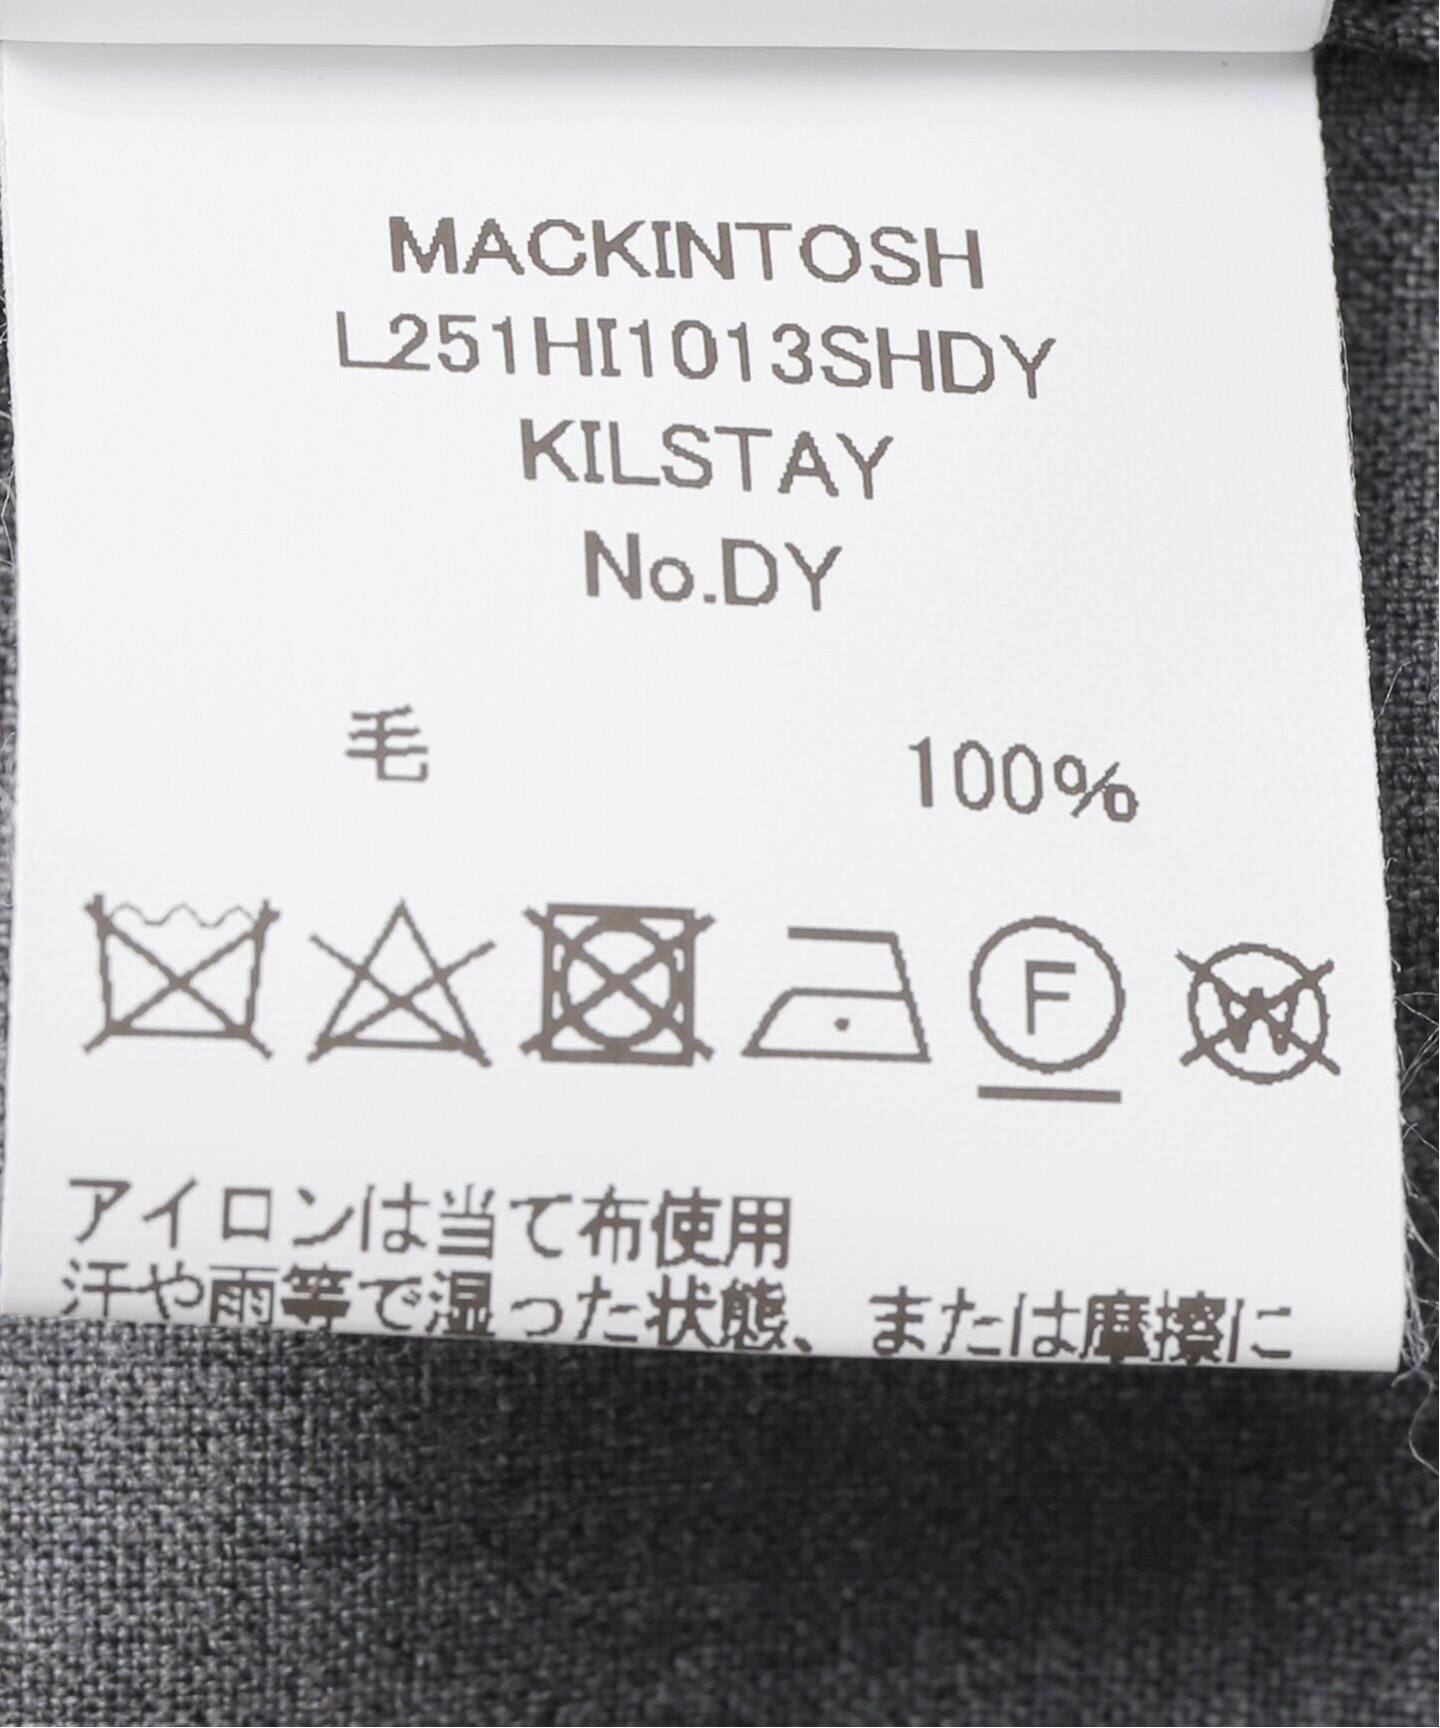 MACKINTOSH
L251HI1013SHDY
KILSTAY
No.DY
毛 100%
F W
アイロンは当て布使用
汗や雨等で湿った状態、または摩擦に